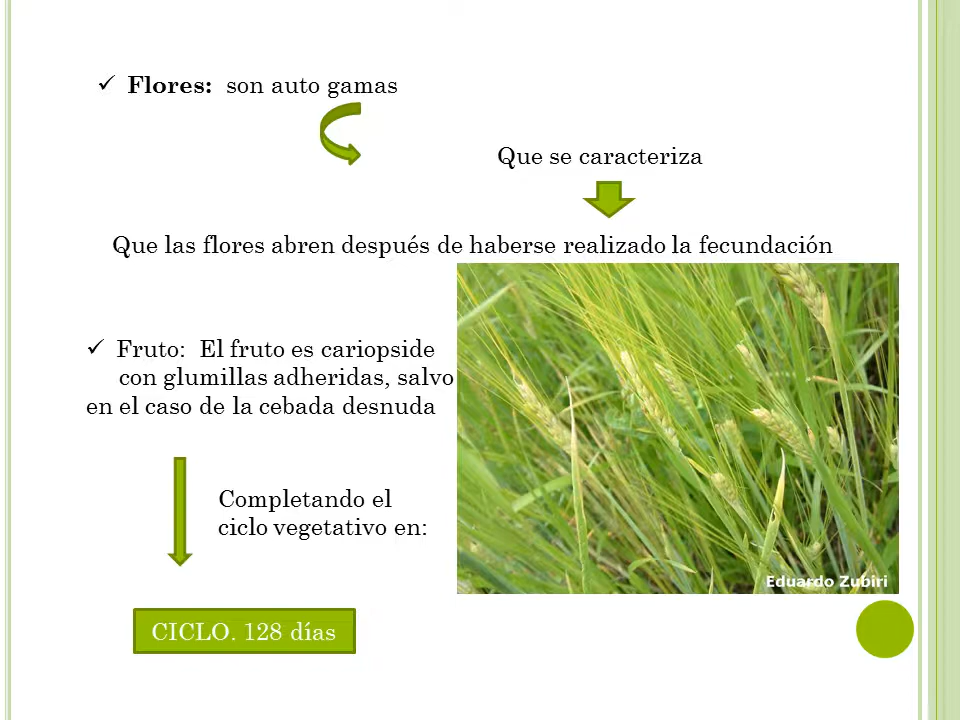 Flores: son auto gamas
Que se caracteriza
Que las flores abren después de haberse realizado la fecundación
Fruto: El fruto es cariopside
con glumillas adheridas, salvo
en el caso de la cebada desnuda
Completando el
ciclo vegetativo en:
Eduardo Zubiri
CICLO. 128 días